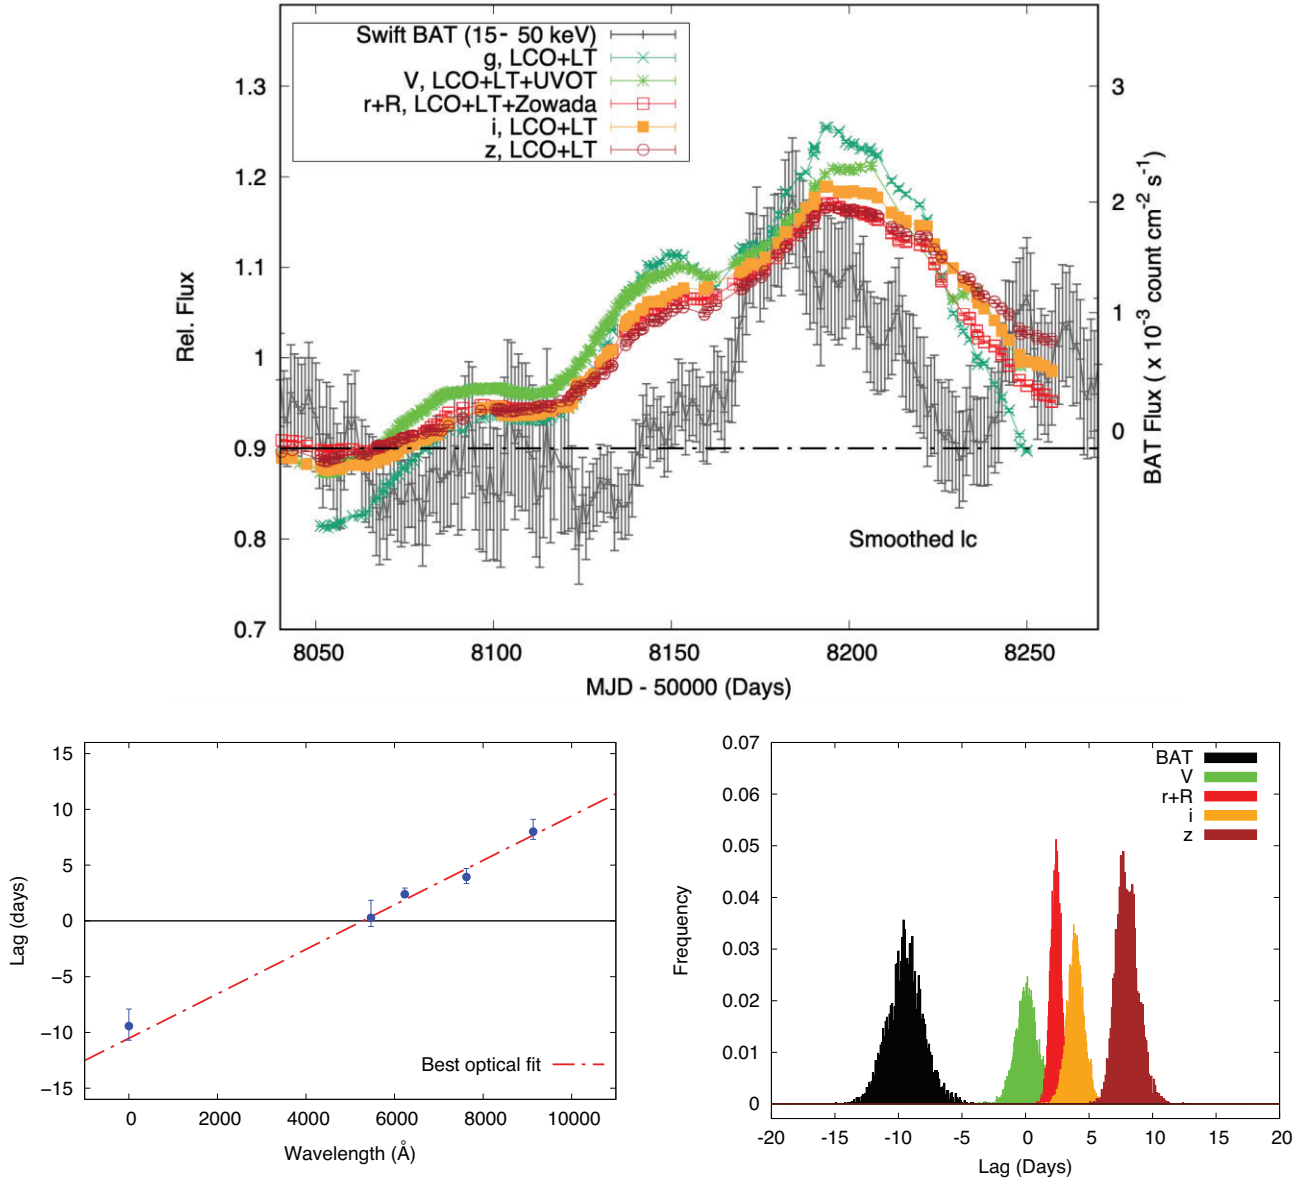 Swift BAT (15- 50 keV)
g, LCO+LT
V, LCO+LT+UVOT
r+R, LCO+LT+Zowada
i, LCO+LT
z, LCO+LT
1.3
1.2
1.1
1
0.9
0.8
0.7
Rel. Flux
3
2
1
0
BAT Flux ( x 10⁻³ count cm⁻² s⁻¹)
Smoothed lc
8050 8100 8150 8200 8250
MJD - 50000 (Days)
15
10
5
0
−5
−10
−15
Lag (days)
Best optical fit
0 2000 4000 6000 8000 10000
Wavelength (Å)
0.07
0.06
0.05
0.04
0.03
0.02
0.01
0
Frequency
BAT
V
r+R
i
z
-20 -15 -10 -5 0 5 10 15 20
Lag (Days)